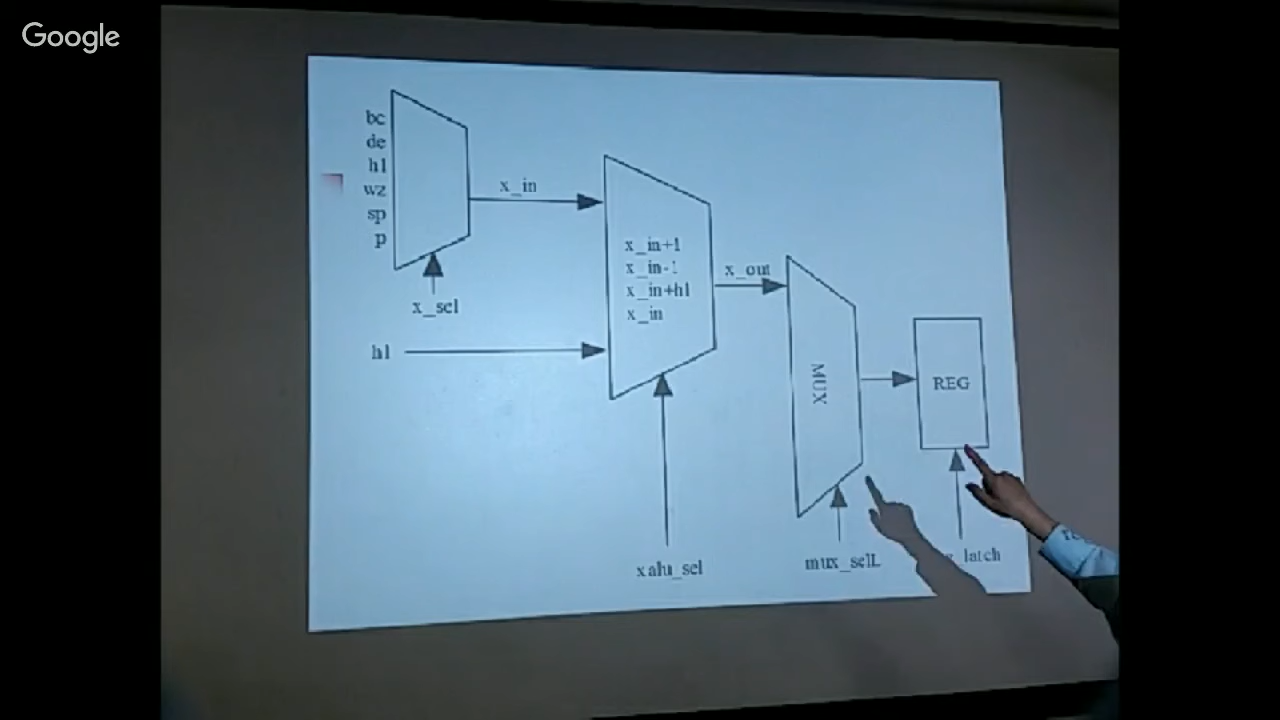 Google
bc
de
hl
wz
sp
p
x_in
x_sel
hl
x_in+1
x_in-1
x_in+hl
x_in
x_out
MUX
REG
xalu_sel
mux_selL
_latch